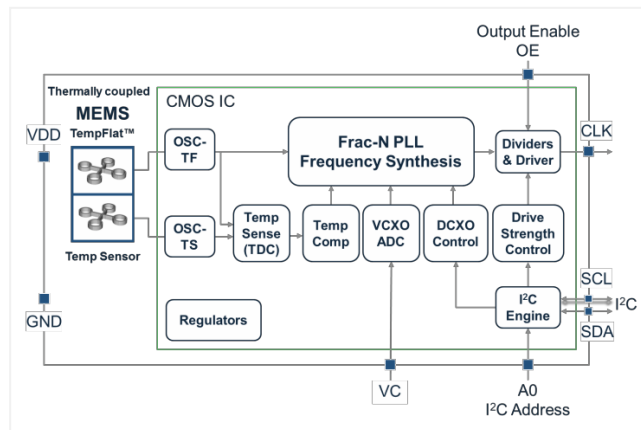 Output Enable
OE
Thermally coupled
MEMS
TempFlat™
CMOS IC
VDD
OSC-
TF
Frac-N PLL
Frequency Synthesis
Dividers
& Driver
CLK
OSC-
TS
Temp
Sense
(TDC)
Temp
Comp
VCXO
ADC
DCXO
Control
Drive
Strength
Control
Temp Sensor
GND
Regulators
I²C
Engine
SCL
I²C
SDA
VC
A0
I²C Address